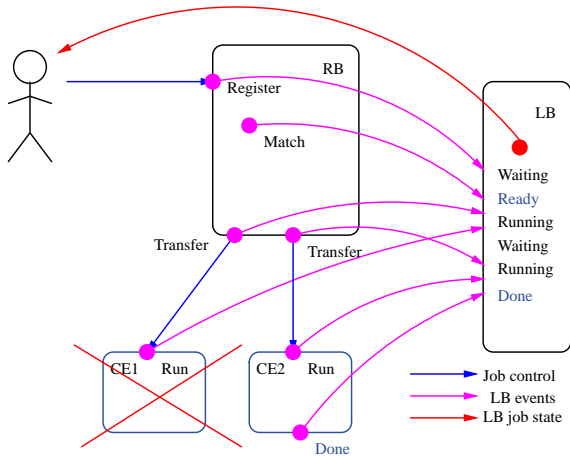 RB
Register
Match
LB
Waiting
Ready
Running
Waiting
Running
Done
Transfer
Transfer
CE1 Run
CE2 Run
Done
Job control
LB events
LB job state